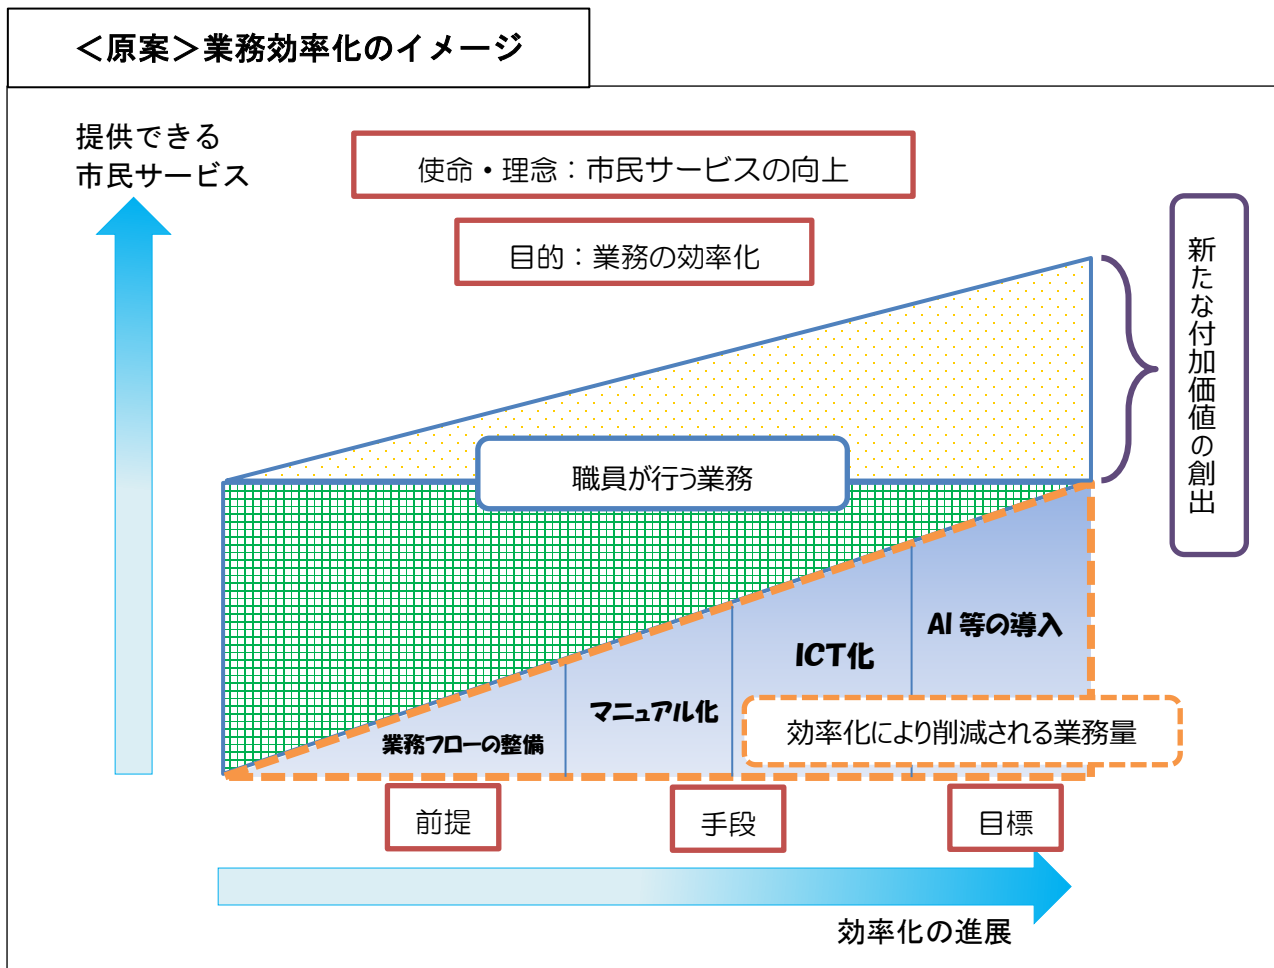 ＜原案＞業務効率化のイメージ
提供できる
市民サービス
使命・理念：市民サービスの向上
目的：業務の効率化
新たな付加価値の創出
職員が行う業務
AI 等の導入
ICT化
マニュアル化
業務フローの整備
効率化により削減される業務量
前提
手段
目標
効率化の進展